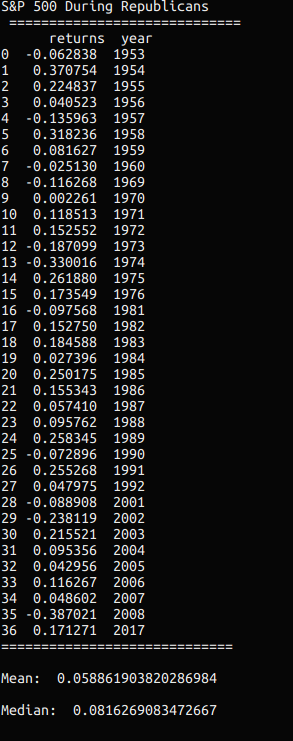 S&P 500 During Republicans
=============================
returns year
0 -0.062838 1953
1 0.370754 1954
2 0.224837 1955
3 0.040523 1956
4 -0.135963 1957
5 0.318236 1958
6 0.081627 1959
7 -0.025130 1960
8 -0.116268 1969
9 0.002261 1970
10 0.118513 1971
11 0.152552 1972
12 -0.187099 1973
13 -0.330016 1974
14 0.261880 1975
15 0.173549 1976
16 -0.097568 1981
17 0.152750 1982
18 0.184588 1983
19 0.027396 1984
20 0.250175 1985
21 0.155343 1986
22 0.057410 1987
23 0.095762 1988
24 0.258345 1989
25 -0.072896 1990
26 0.255268 1991
27 0.047975 1992
28 -0.088908 2001
29 -0.238119 2002
30 0.215521 2003
31 0.095356 2004
32 0.042956 2005
33 0.116267 2006
34 0.048602 2007
35 -0.387021 2008
36 0.171271 2017
=============================
Mean: 0.058861903820286984
Median: 0.0816269083472667